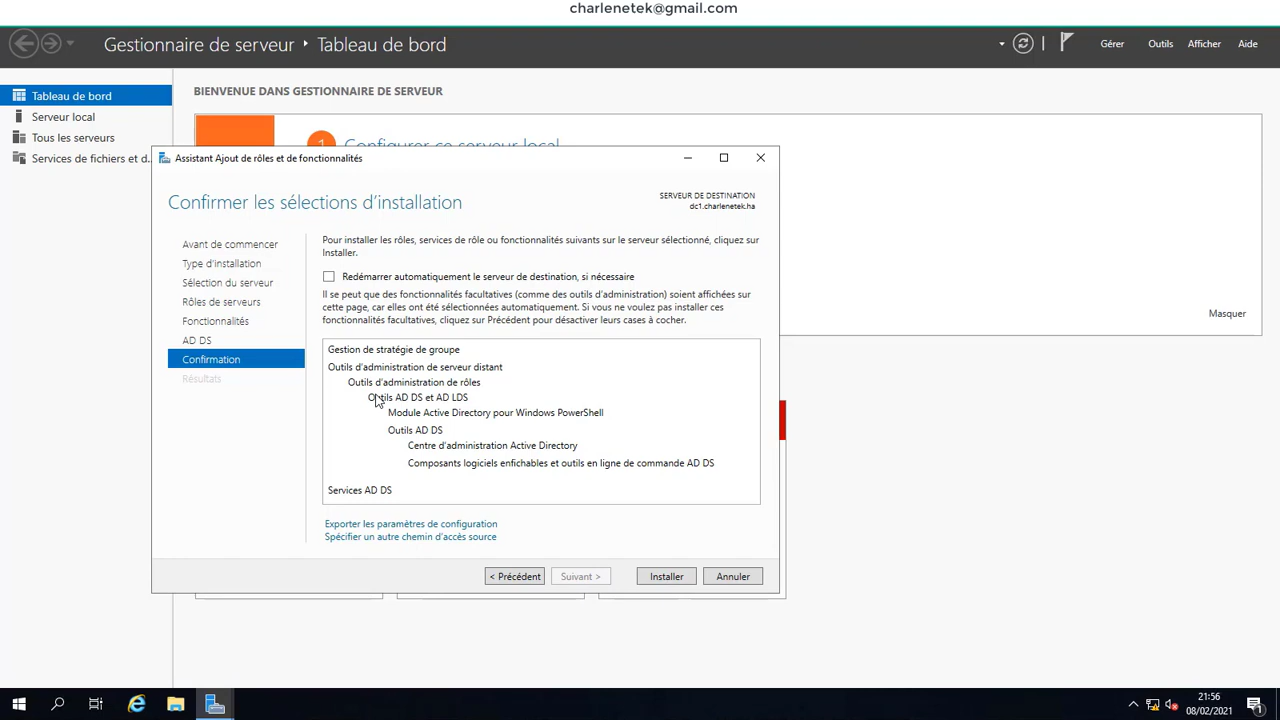 charlenetek@gmail.com
Gestionnaire de serveur ‣ Tableau de bord
Gérer
Outils
Afficher
Aide
Tableau de bord
Serveur local
Tous les serveurs
Services de fichiers et d...
BIENVENUE DANS GESTIONNAIRE DE SERVEUR
1 Configurer ce serveur local
Masquer
Assistant Ajout de rôles et de fonctionnalités
Confirmer les sélections d'installation
SERVEUR DE DESTINATION
dc1.charlenetek.ha
Avant de commencer
Type d'installation
Sélection du serveur
Rôles de serveurs
Fonctionnalités
AD DS
Confirmation
Résultats
Pour installer les rôles, services de rôle ou fonctionnalités suivants sur le serveur sélectionné, cliquez sur
Installer.
Redémarrer automatiquement le serveur de destination, si nécessaire
Il se peut que des fonctionnalités facultatives (comme des outils d'administration) soient affichées sur
cette page, car elles ont été sélectionnées automatiquement. Si vous ne voulez pas installer ces
fonctionnalités facultatives, cliquez sur Précédent pour désactiver leurs cases à cocher.
Gestion de stratégie de groupe
Outils d'administration de serveur distant
Outils d'administration de rôles
Outils AD DS et AD LDS
Module Active Directory pour Windows PowerShell
Outils AD DS
Centre d'administration Active Directory
Composants logiciels enfichables et outils en ligne de commande AD DS
Services AD DS
Exporter les paramètres de configuration
Spécifier un autre chemin d'accès source
< Précédent
Suivant >
Installer
Annuler
21:56
08/02/2021
1